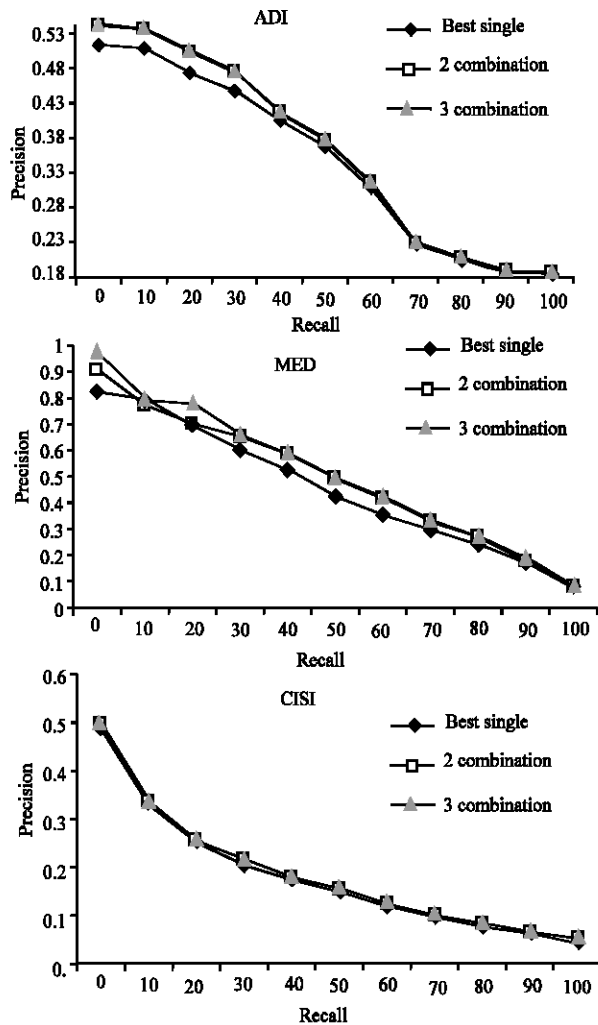 ADI
Best single
2 combination
3 combination
Precision
0.53
0.48
0.43
0.38
0.33
0.28
0.23
0.18
0 10 20 30 40 50 60 70 80 90 100
Recall
MED
Best single
2 combination
3 combination
Precision
1
0.9
0.8
0.7
0.6
0.5
0.4
0.3
0.2
0.1
0
0 10 20 30 40 50 60 70 80 90 100
Recall
CISI
Best single
2 combination
3 combination
Precision
0.6
0.5
0.4
0.3
0.2
0.1
0.
0 10 20 30 40 50 60 70 80 90 100
Recall